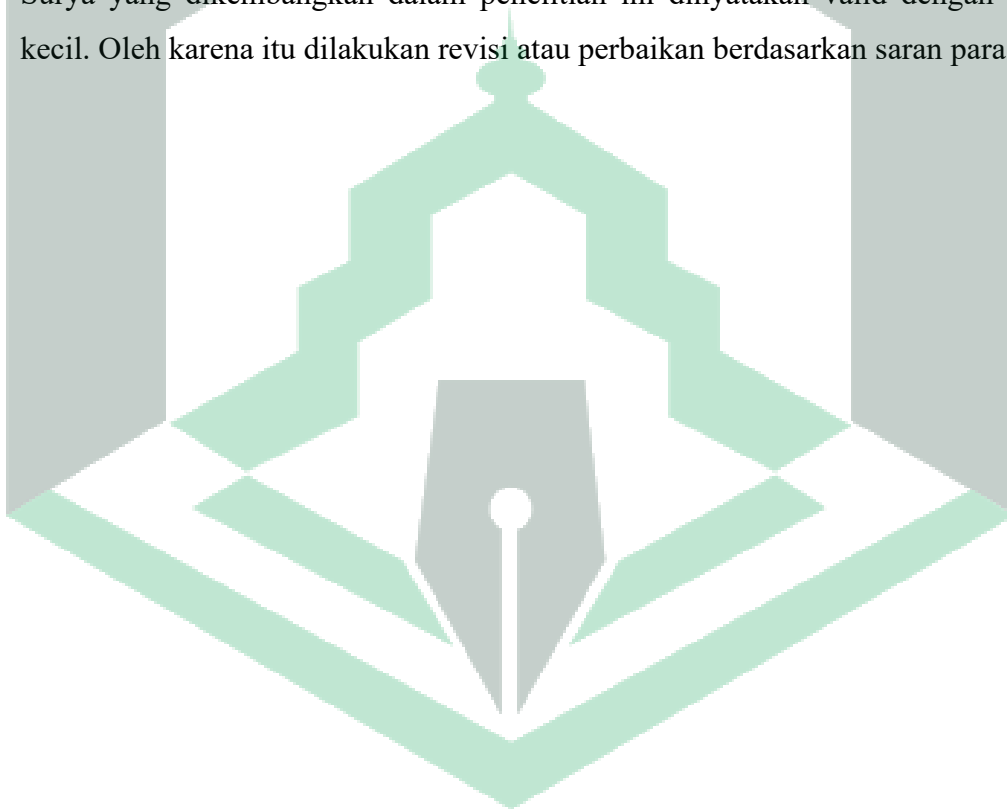 Surya yang dikembangkan dalam penelitian ini dinyatakan valid dengan
kecil. Oleh karena itu dilakukan revisi atau perbaikan berdasarkan saran para